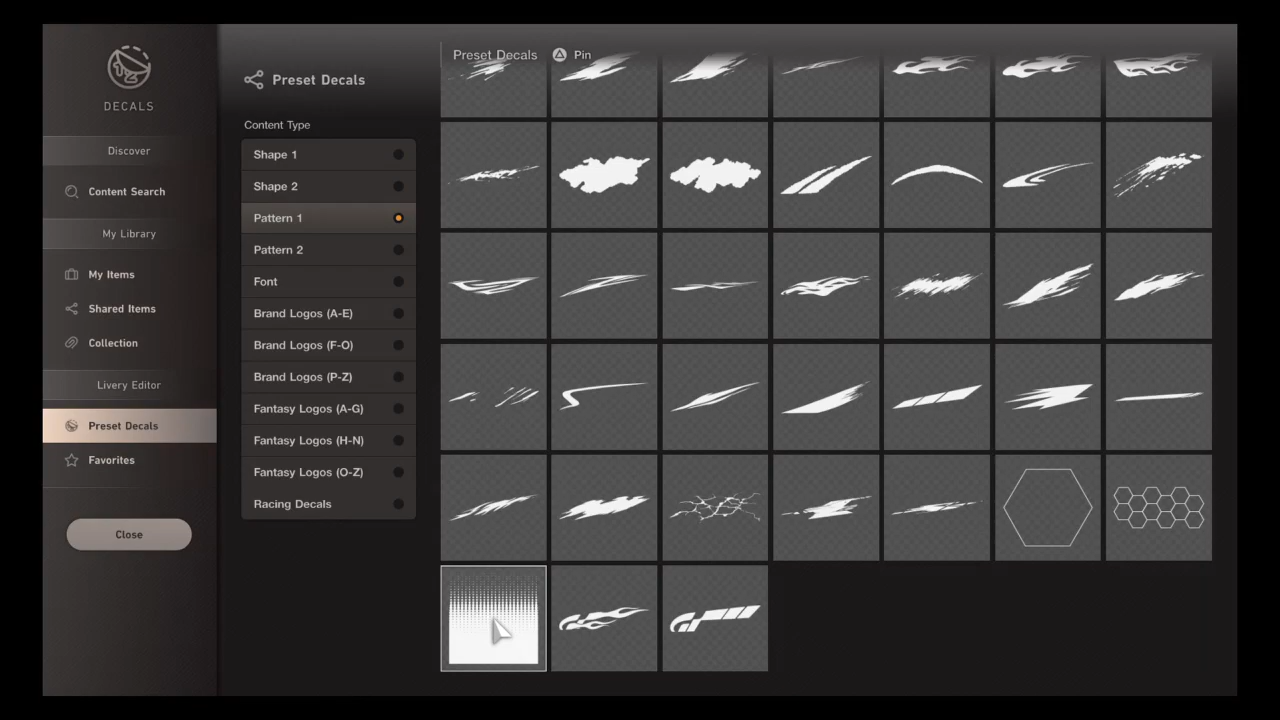 DECALS
Discover
Content Search
My Library
My Items
Shared Items
Collection
Livery Editor
Preset Decals
Favorites
Close
Preset Decals
Content Type
Shape 1
Shape 2
Pattern 1
Pattern 2
Font
Brand Logos (A-E)
Brand Logos (F-O)
Brand Logos (P-Z)
Fantasy Logos (A-G)
Fantasy Logos (H-N)
Fantasy Logos (O-Z)
Racing Decals
Preset Decals Pin